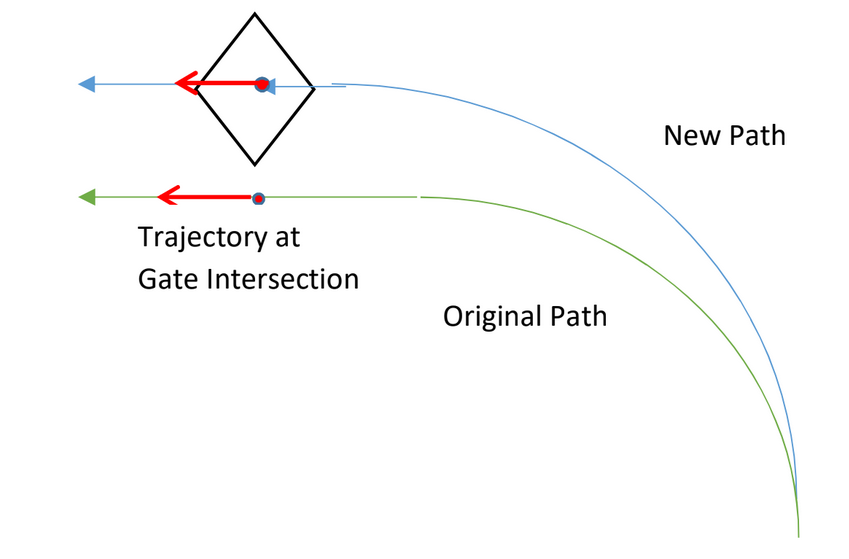 New Path
Trajectory at
Gate Intersection
Original Path